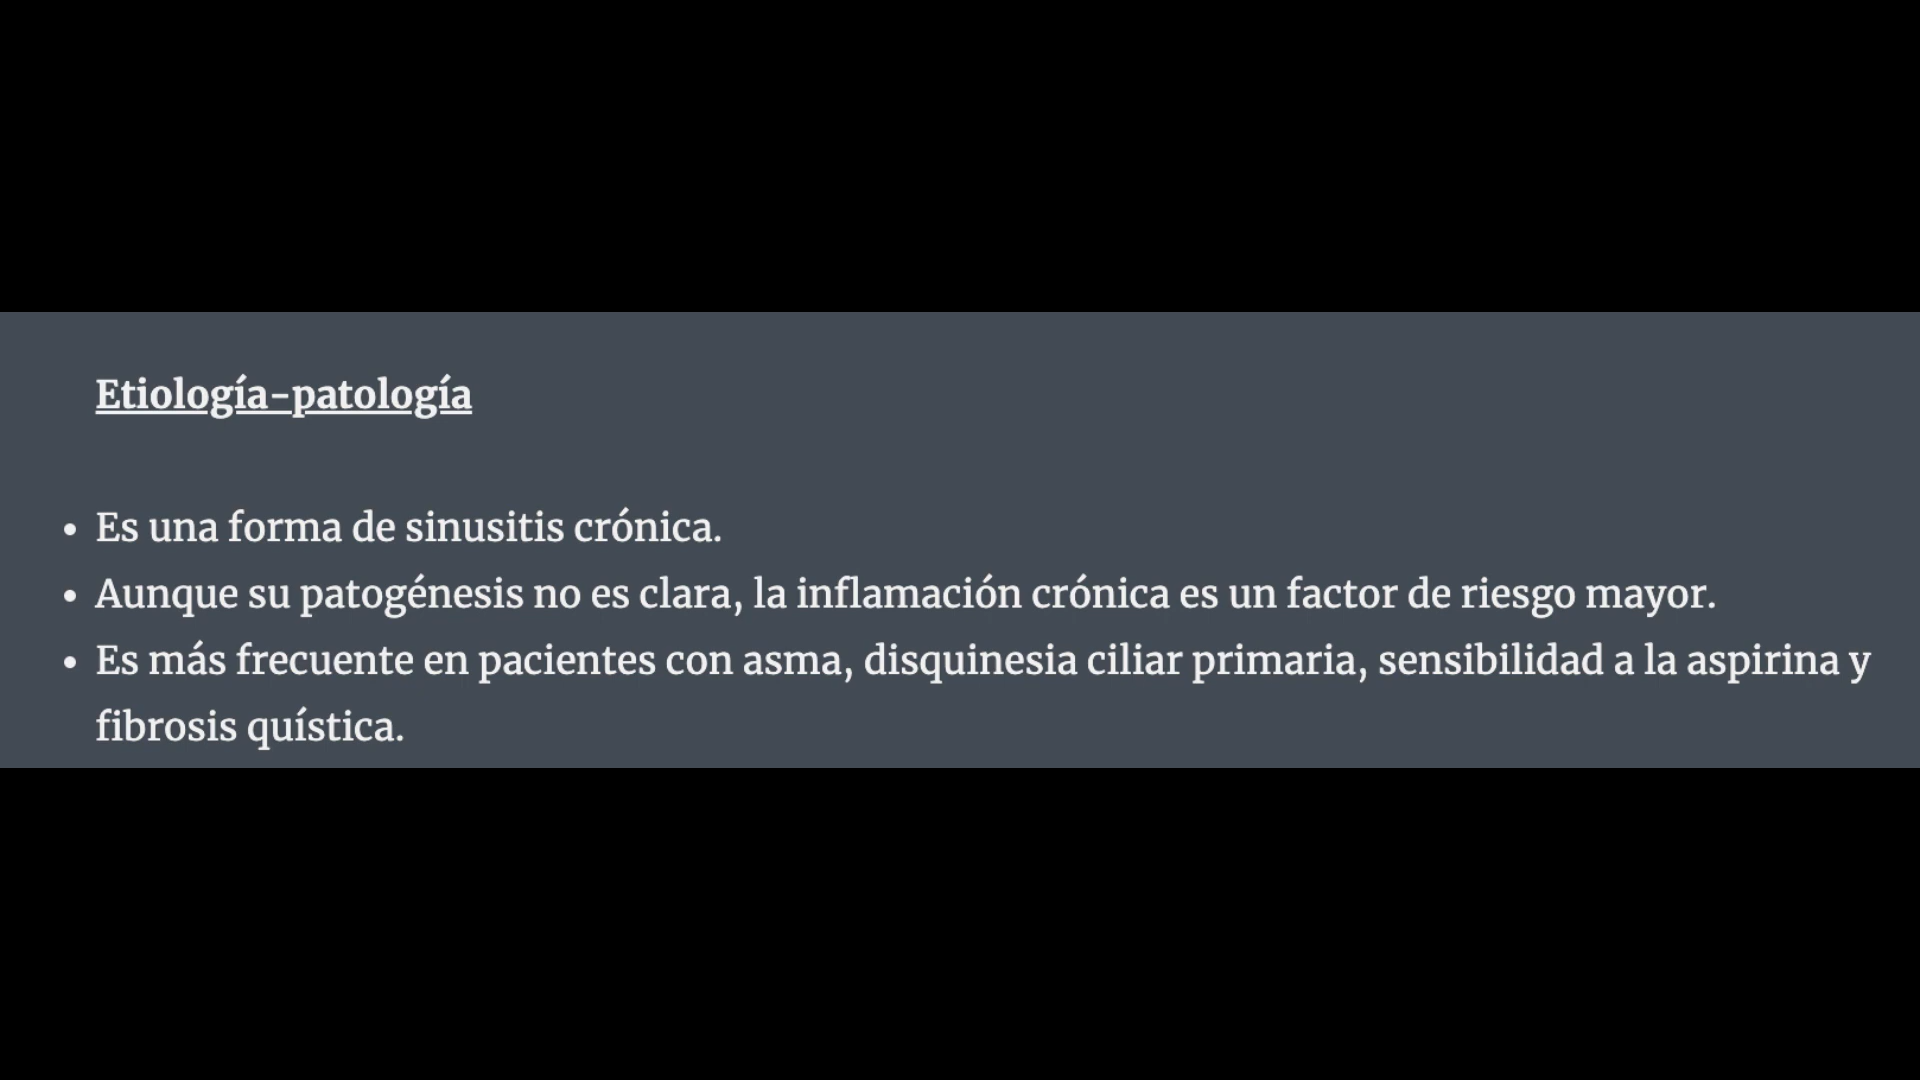 Etiología-patología
• Es una forma de sinusitis crónica.
• Aunque su patogénesis no es clara, la inflamación crónica es un factor de riesgo mayor.
• Es más frecuente en pacientes con asma, disquinesia ciliar primaria, sensibilidad a la aspirina y
fibrosis quística.